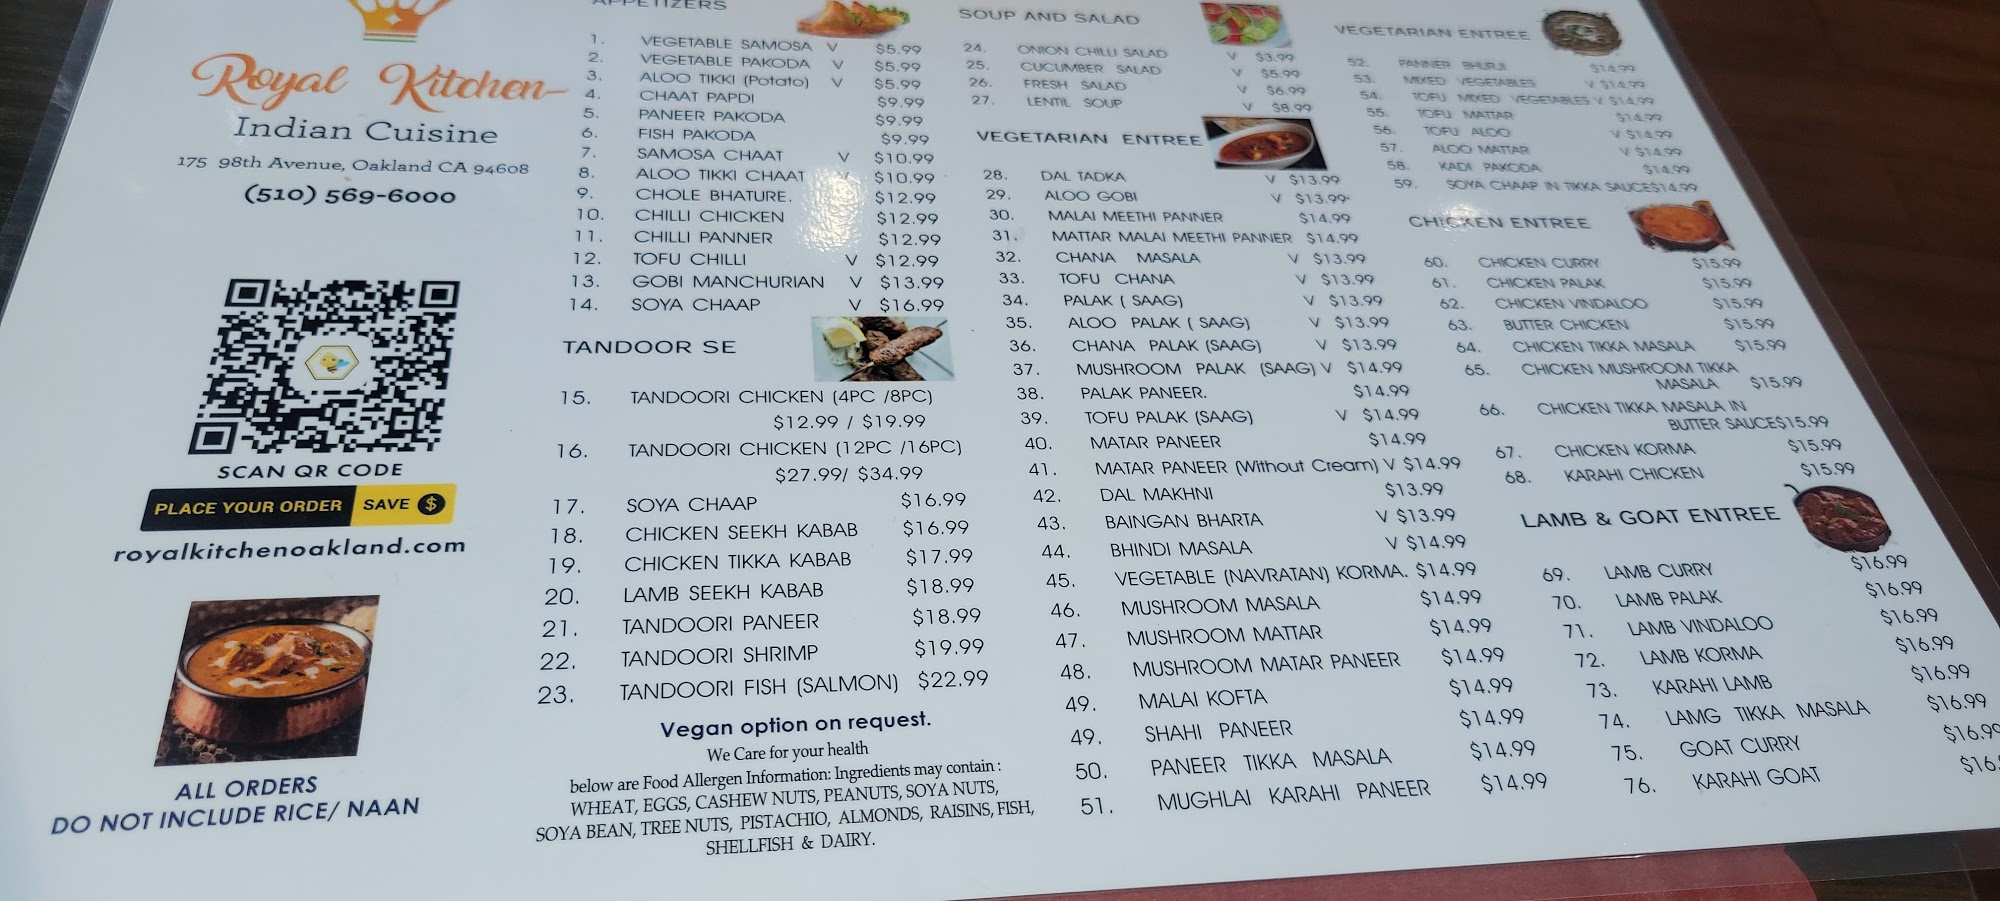 Royal Kitchen
Indian Cuisine
175 98th Avenue, Oakland CA 94608
(510) 569-6000
SCAN QR CODE
PLACE YOUR ORDER SAVE $
royalkitchenoakland.com
ALL ORDERS
DO NOT INCLUDE RICE/ NAAN
APPETIZERS
1. VEGETABLE SAMOSA V $5.99
2. VEGETABLE PAKODA V $5.99
3. ALOO TIKKI (Potato) V $5.99
4. CHAAT PAPDI $9.99
5. PANEER PAKODA $9.99
6. FISH PAKODA $9.99
7. SAMOSA CHAAT V $10.99
8. ALOO TIKKI CHAAT V $10.99
9. CHOLE BHATURE. $12.99
10. CHILLI CHICKEN $12.99
11. CHILLI PANNER $12.99
12. TOFU CHILLI V $12.99
13. GOBI MANCHURIAN V $13.99
14. SOYA CHAAP V $16.99
TANDOOR SE
15. TANDOORI CHICKEN (4PC /8PC)
$12.99 / $19.99
16. TANDOORI CHICKEN (12PC /16PC)
$27.99/ $34.99
17. SOYA CHAAP $16.99
18. CHICKEN SEEKH KABAB $16.99
19. CHICKEN TIKKA KABAB $17.99
20. LAMB SEEKH KABAB $18.99
21. TANDOORI PANEER $18.99
22. TANDOORI SHRIMP $19.99
23. TANDOORI FISH (SALMON) $22.99
Vegan option on request.
We Care for your health
below are Food Allergen Information: Ingredients may contain :
WHEAT, EGGS, CASHEW NUTS, PEANUTS, SOYA NUTS,
SOYA BEAN, TREE NUTS, PISTACHIO, ALMONDS, RAISINS, FISH,
SHELLFISH & DAIRY.
SOUP AND SALAD
24. ONION CHILLI SALAD V $3.99
25. CUCUMBER SALAD V $5.99
26. FRESH SALAD V $6.99
27. LENTIL SOUP V $8.99
VEGETARIAN ENTREE
28. DAL TADKA V $13.99
29. ALOO GOBI V $13.99
30. MALAI MEETHI PANNER $14.99
31. MATTAR MALAI MEETHI PANNER $14.99
32. CHANA MASALA V $13.99
33. TOFU CHANA V $13.99
34. PALAK ( SAAG) V $13.99
35. ALOO PALAK ( SAAG) V $13.99
36. CHANA PALAK (SAAG) V $13.99
37. MUSHROOM PALAK (SAAG) V $14.99
38. PALAK PANEER. $14.99
39. TOFU PALAK (SAAG) V $14.99
40. MATAR PANEER $14.99
41. MATAR PANEER (Without Cream) V $14.99
42. DAL MAKHNI $13.99
43. BAINGAN BHARTA V $13.99
44. BHINDI MASALA V $14.99
45. VEGETABLE (NAVRATAN) KORMA. $14.99
46. MUSHROOM MASALA $14.99
47. MUSHROOM MATTAR $14.99
48. MUSHROOM MATAR PANEER $14.99
49. MALAI KOFTA $14.99
49. SHAHI PANEER $14.99
50. PANEER TIKKA MASALA $14.99
51. MUGHLAI KARAHI PANEER $14.99
VEGETARIAN ENTREE
52. PANNER BHURJI $14.99
53. MIXED VEGETABLES V $14.99
54. TOFU MIXED VEGETABLES V $14.99
55. TOFU MATTAR $14.99
56. TOFU ALOO V $14.99
57. ALOO MATTAR V $14.99
58. KADI PAKODA $14.99
59. SOYA CHAAP IN TIKKA SAUCE$14.99
CHICKEN ENTREE
60. CHICKEN CURRY $15.99
61. CHICKEN PALAK $15.99
62. CHICKEN VINDALOO $15.99
63. BUTTER CHICKEN $15.99
64. CHICKEN TIKKA MASALA $15.99
65. CHICKEN MUSHROOM TIKKA
MASALA $15.99
66. CHICKEN TIKKA MASALA IN
BUTTER SAUCE$15.99
67. CHICKEN KORMA $15.99
68. KARAHI CHICKEN $15.99
LAMB & GOAT ENTREE
69. LAMB CURRY $16.99
70. LAMB PALAK $16.99
71. LAMB VINDALOO $16.99
72. LAMB KORMA $16.99
73. KARAHI LAMB $16.99
74. LAMG TIKKA MASALA $16.99
75. GOAT CURRY $16.99
76. KARAHI GOAT $16.